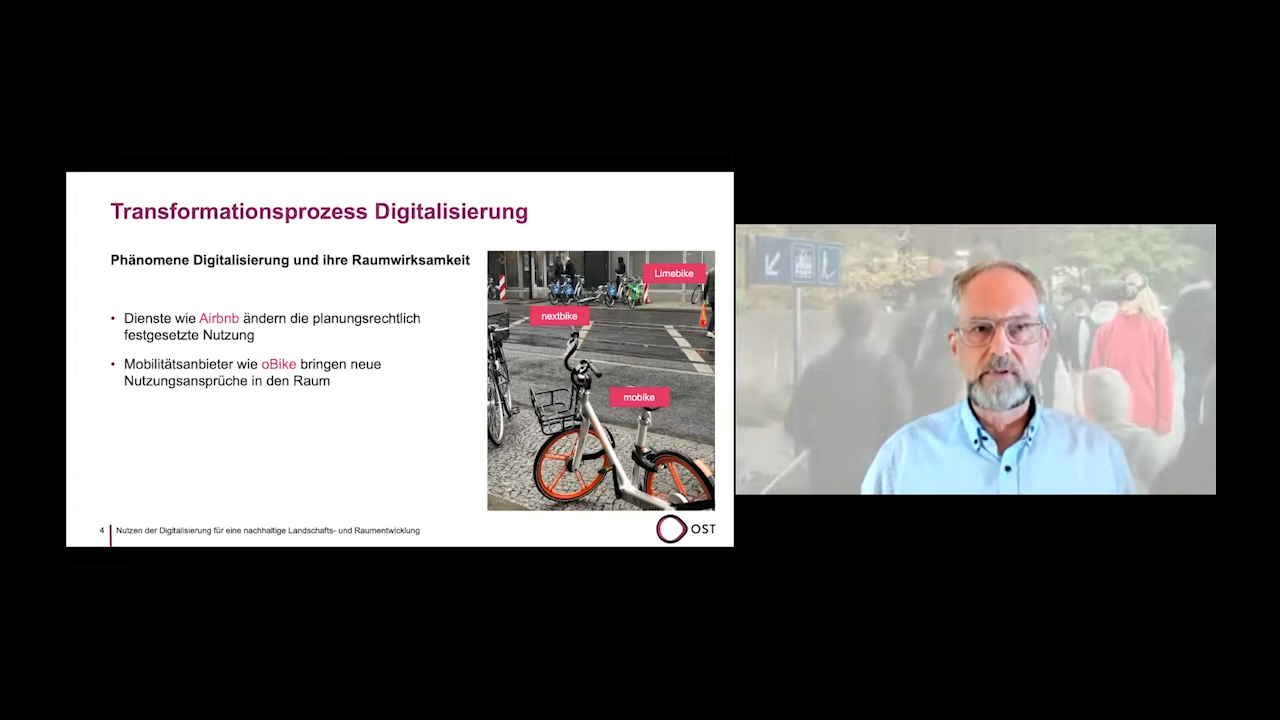 Transformationsprozess Digitalisierung
Phänomene Digitalisierung und ihre Raumwirksamkeit
• Dienste wie Airbnb ändern die planungsrechtlich
festgesetzte Nutzung
• Mobilitätsanbieter wie oBike bringen neue
Nutzungsansprüche in den Raum
Limebike
nextbike
mobike
4 Nutzen der Digitalisierung für eine nachhaltige Landschafts- und Raumentwicklung
OST